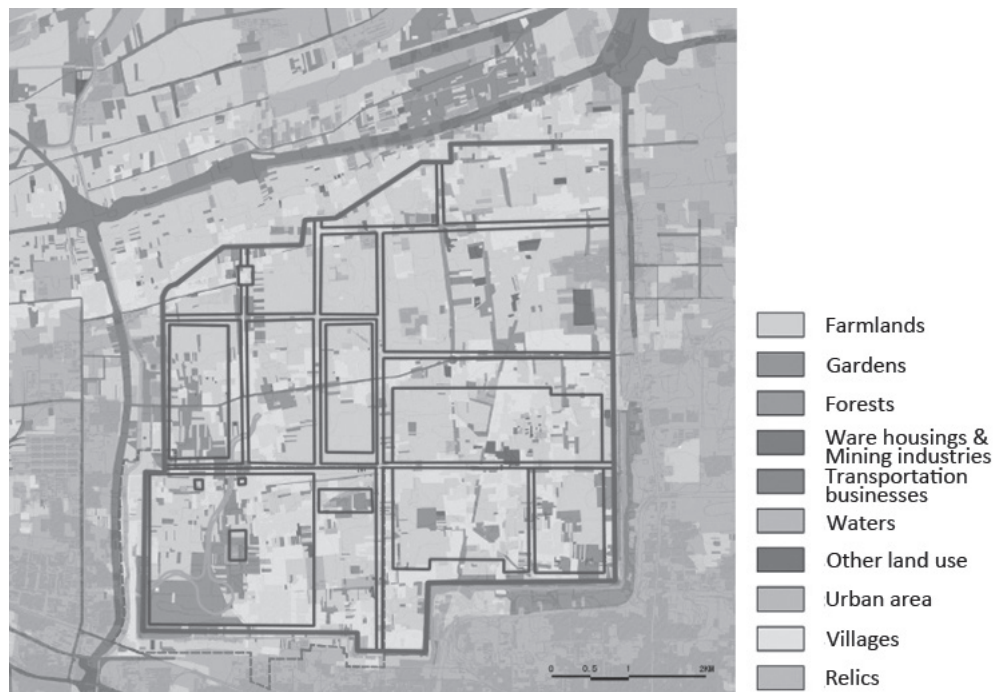 Farmlands
Gardens
Forests
Ware housings &
Mining industries
Transportation
businesses
Waters
Other land use
Urban area
Villages
Relics
0 0.5 1 2KM